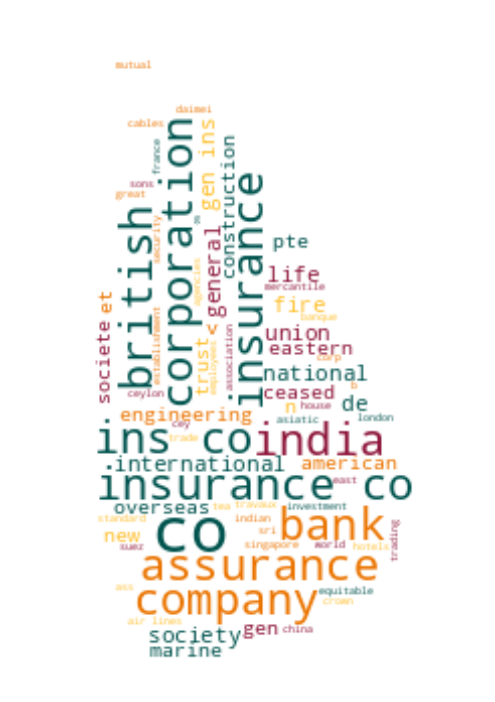 mutual
daimei
cables
france
british
corporation
gen ins
construction
insurance
sons
great
security
general
agencies
pte
life
mercantile
et
societe
establishment
fire
banque
trust
employees
association
union
eastern
corp
national
ceylon
ceased
b
engineering
n
house
de
cey
asiatic
london
ins co
india
trade
international
american
insurance co
east
overseas
tea
travaux
investment
standard
co
indian
bank
sri
new
suez
singapore
world
hotels
trading
assurance
ass
company
equitable
crown
air lines
society
gen
china
marine